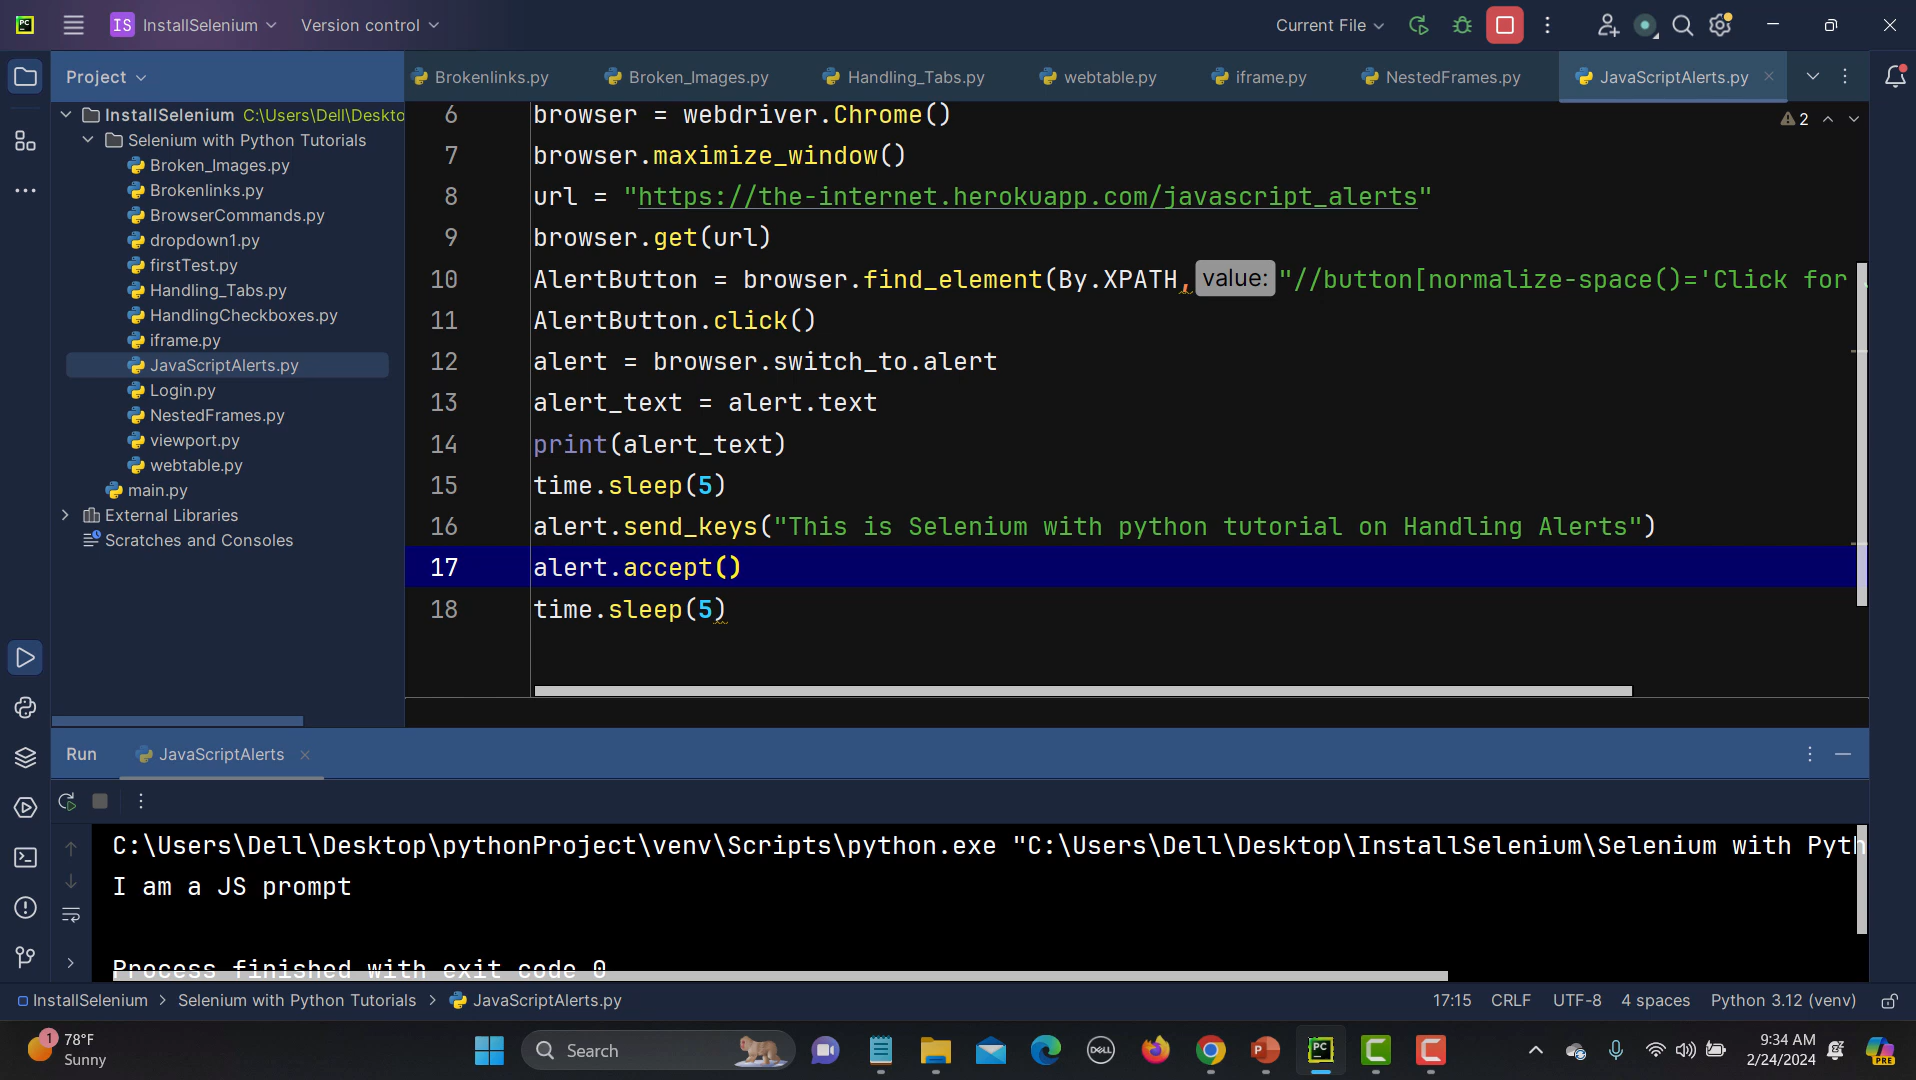 PC IS InstallSelenium Version control Current File
Project
Brokenlinks.py Broken_Images.py Handling_Tabs.py webtable.py iframe.py NestedFrames.py JavaScriptAlerts.py
InstallSelenium C:\Users\Dell\Deskto
Selenium with Python Tutorials
Broken_Images.py
Brokenlinks.py
BrowserCommands.py
dropdown1.py
firstTest.py
Handling_Tabs.py
HandlingCheckboxes.py
iframe.py
JavaScriptAlerts.py
Login.py
NestedFrames.py
viewport.py
webtable.py
main.py
External Libraries
Scratches and Consoles
2
6 browser = webdriver.Chrome()
7 browser.maximize_window()
8 url = "https://the-internet.herokuapp.com/javascript_alerts"
9 browser.get(url)
10 AlertButton = browser.find_element(By.XPATH, value: "//button[normalize-space()='Click for
11 AlertButton.click()
12 alert = browser.switch_to.alert
13 alert_text = alert.text
14 print(alert_text)
15 time.sleep(5)
16 alert.send_keys("This is Selenium with python tutorial on Handling Alerts")
17 alert.accept()
18 time.sleep(5)
Run JavaScriptAlerts
C:\Users\Dell\Desktop\pythonProject\venv\Scripts\python.exe "C:\Users\Dell\Desktop\InstallSelenium\Selenium with Pyth
I am a JS prompt
Process finished with exit code 0
InstallSelenium > Selenium with Python Tutorials > JavaScriptAlerts.py 17:15 CRLF UTF-8 4 spaces Python 3.12 (venv)
1 78°F
Sunny
Search
DELL
PC
9:34 AM
2/24/2024
PRE